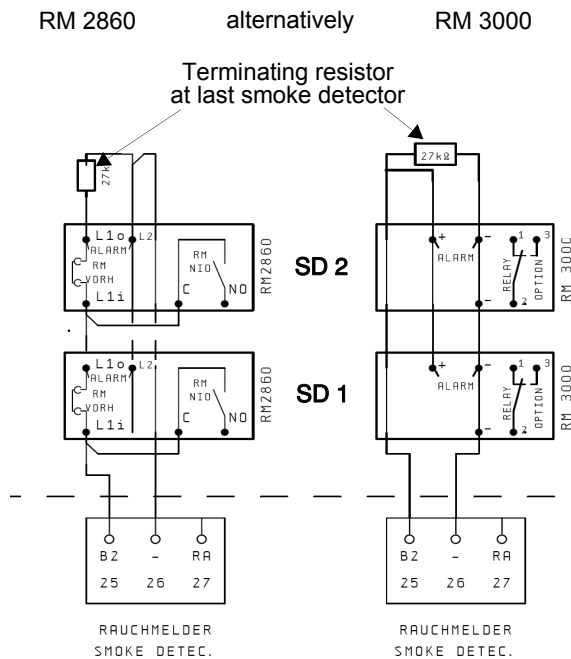 RM 2860 alternatively RM 3000
Terminating resistor
at last smoke detector
27k
27kΩ
L1o L2
ALARM
RM
VORH
L1i
RM
NIO
C NO
RM2860
SD 2
+ -
ALARM
-
1 3
RELAY
OPTION
2
RM 300
L1o L2
ALARM
RM
VORH
L1i
RM
NIO
C NO
RM2860
SD 1
+ -
ALARM
-
1 3
RELAY
OPTION
2
RM 3000
B2 - RA
25 26 27
RAUCHMELDER
SMOKE DETEC.
B2 - RA
25 26 27
RAUCHMELDER
SMOKE DETEC.